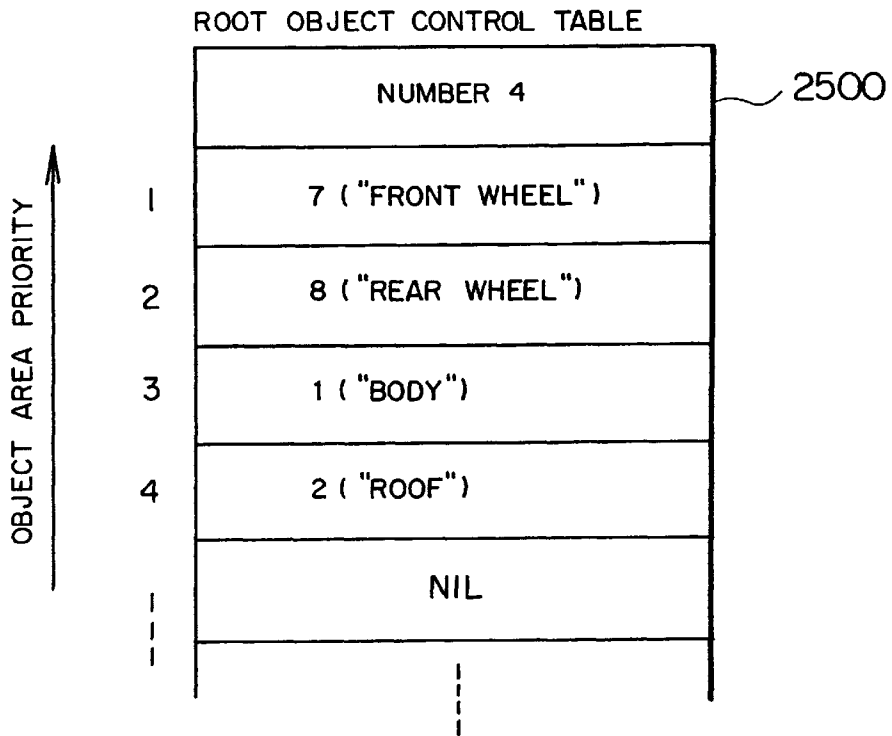 ROOT OBJECT CONTROL TABLE
NUMBER 4
2500
OBJECT AREA PRIORITY
1
7 ("FRONT WHEEL")
2
8 ("REAR WHEEL")
3
1 ("BODY")
4
2 ("ROOF")
NIL